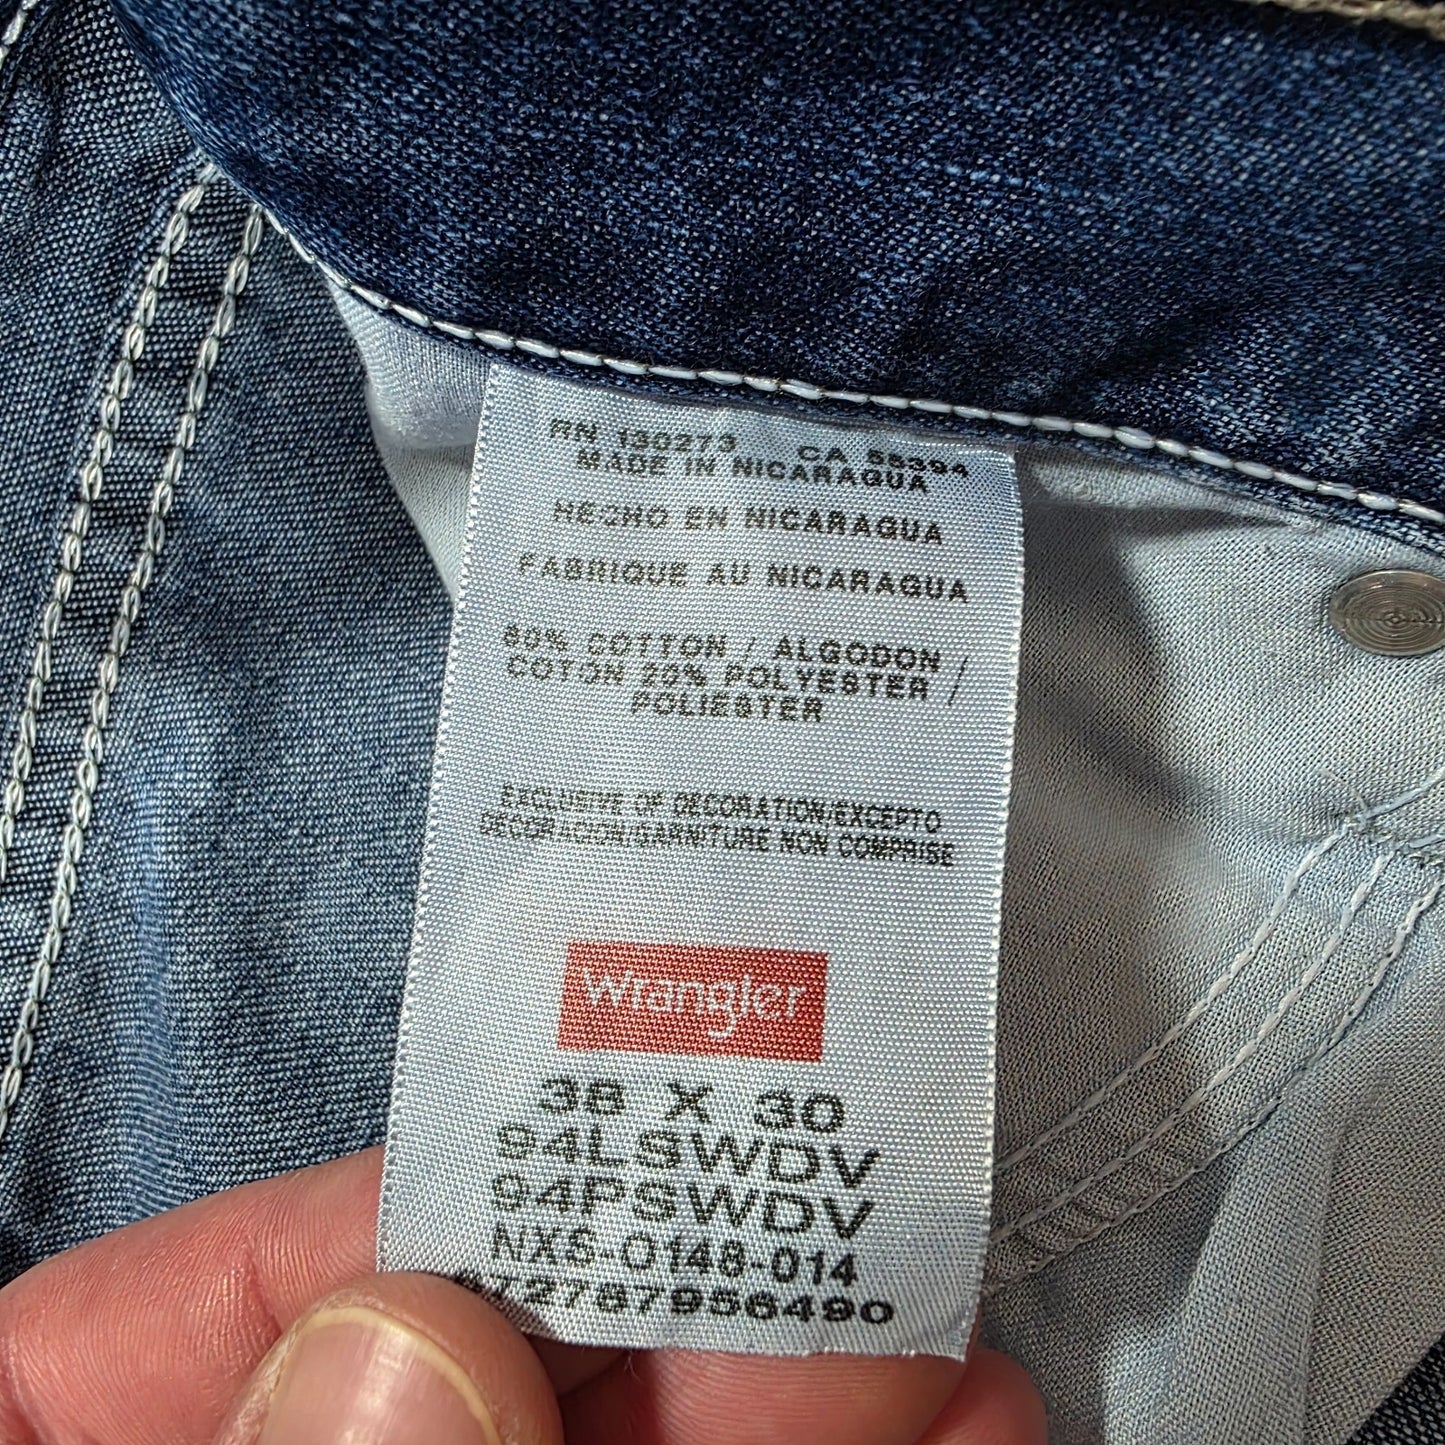 RN 130273 CA 55394
MADE IN NICARAGUA
HECHO EN NICARAGUA
FABRIQUE AU NICARAGUA
80% COTTON / ALGODON /
COTON 20% POLYESTER /
POLIESTER
EXCLUSIVE OF DECORATION/EXCEPTO
DECORACION/GARNITURE NON COMPRISE
Wrangler
38 X 30
94LSWDV
94PSWDV
NXS-0148-014